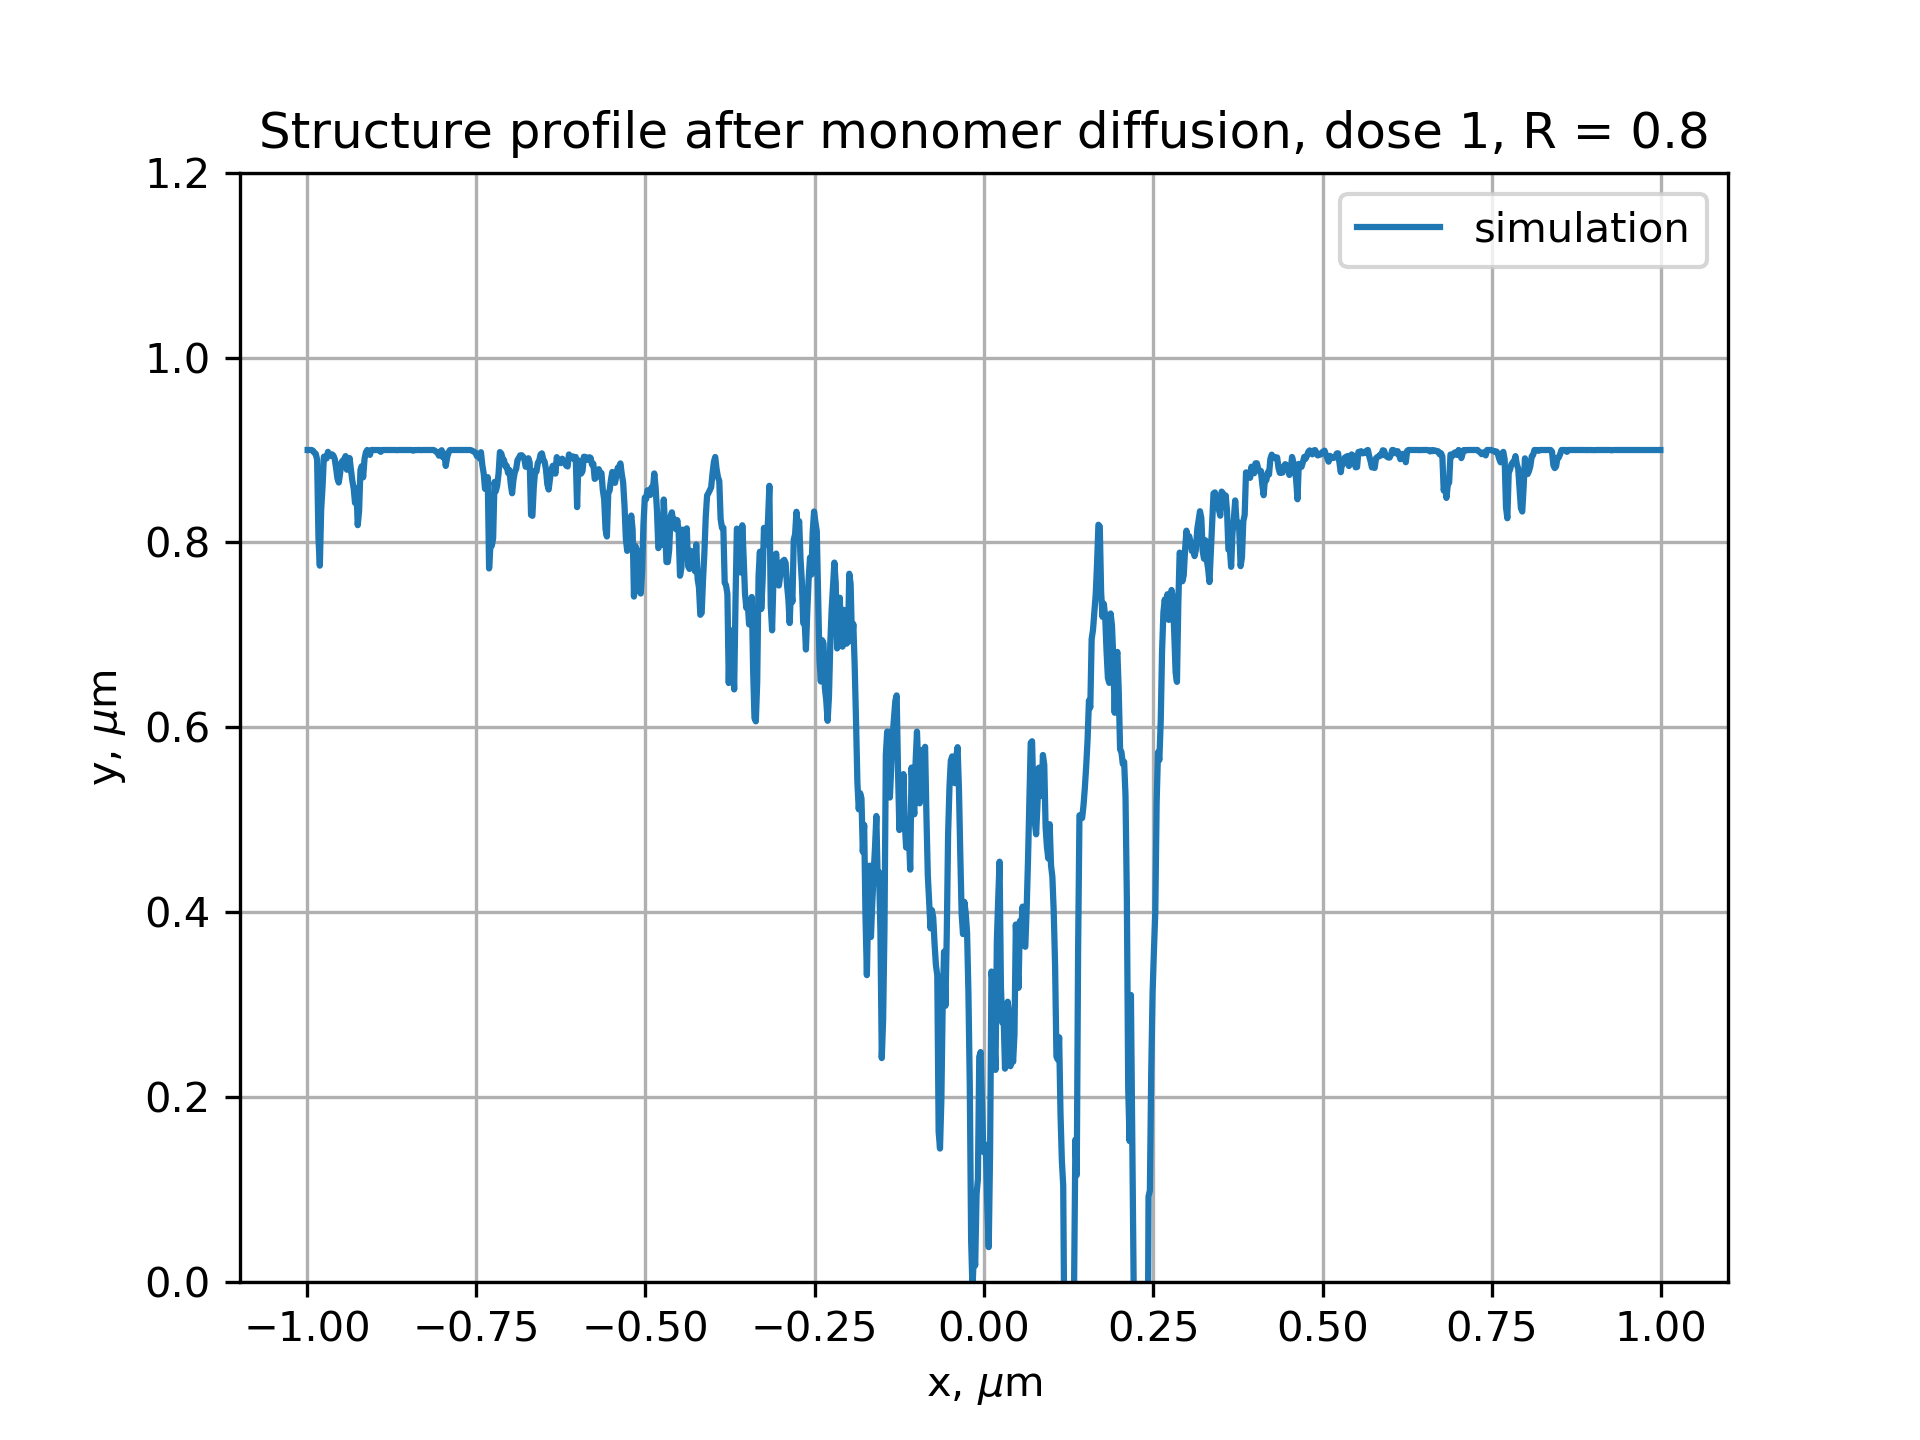 Structure profile after monomer diffusion, dose 1, R = 0.8
simulation
1.2
1.0
0.8
0.6
0.4
0.2
0.0
y, μm
−1.00 −0.75 −0.50 −0.25 0.00 0.25 0.50 0.75 1.00
x, μm